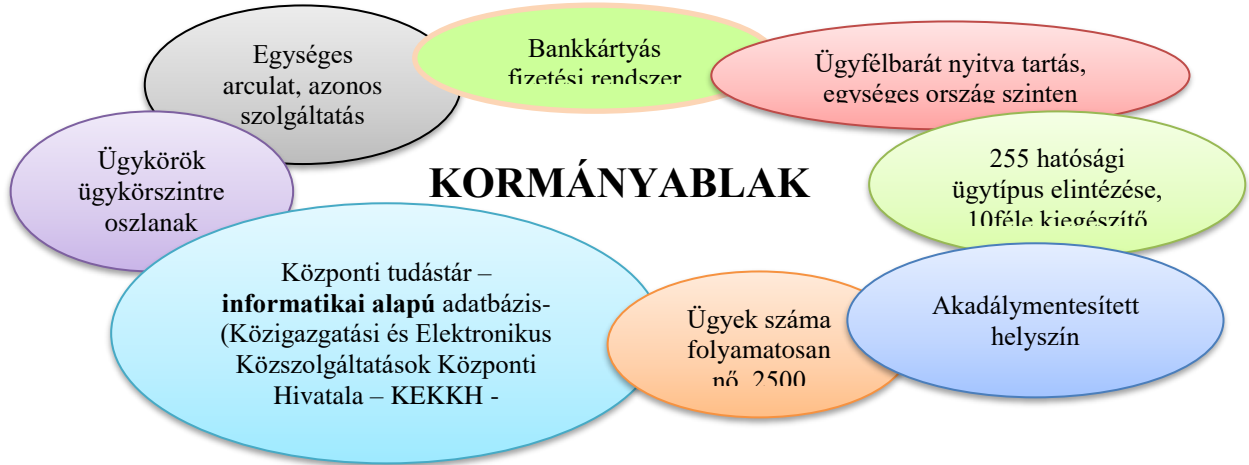 Egységes
arculat, azonos
szolgáltatás
Bankkártyás
fizetési rendszer
Ügyfélbarát nyitva tartás,
egységes ország szinten
Ügykörök
ügykörszintre
oszlanak
KORMÁNYABLAK
255 hatósági
ügytípus elintézése,
10féle kiegészítő
Központi tudástár –
informatikai alapú adatbázis-
(Közigazgatási és Elektronikus
Közszolgáltatások Központi
Hivatala – KEKKH -
Ügyek száma
folyamatosan
nő, 2500
Akadálymentesített
helyszín